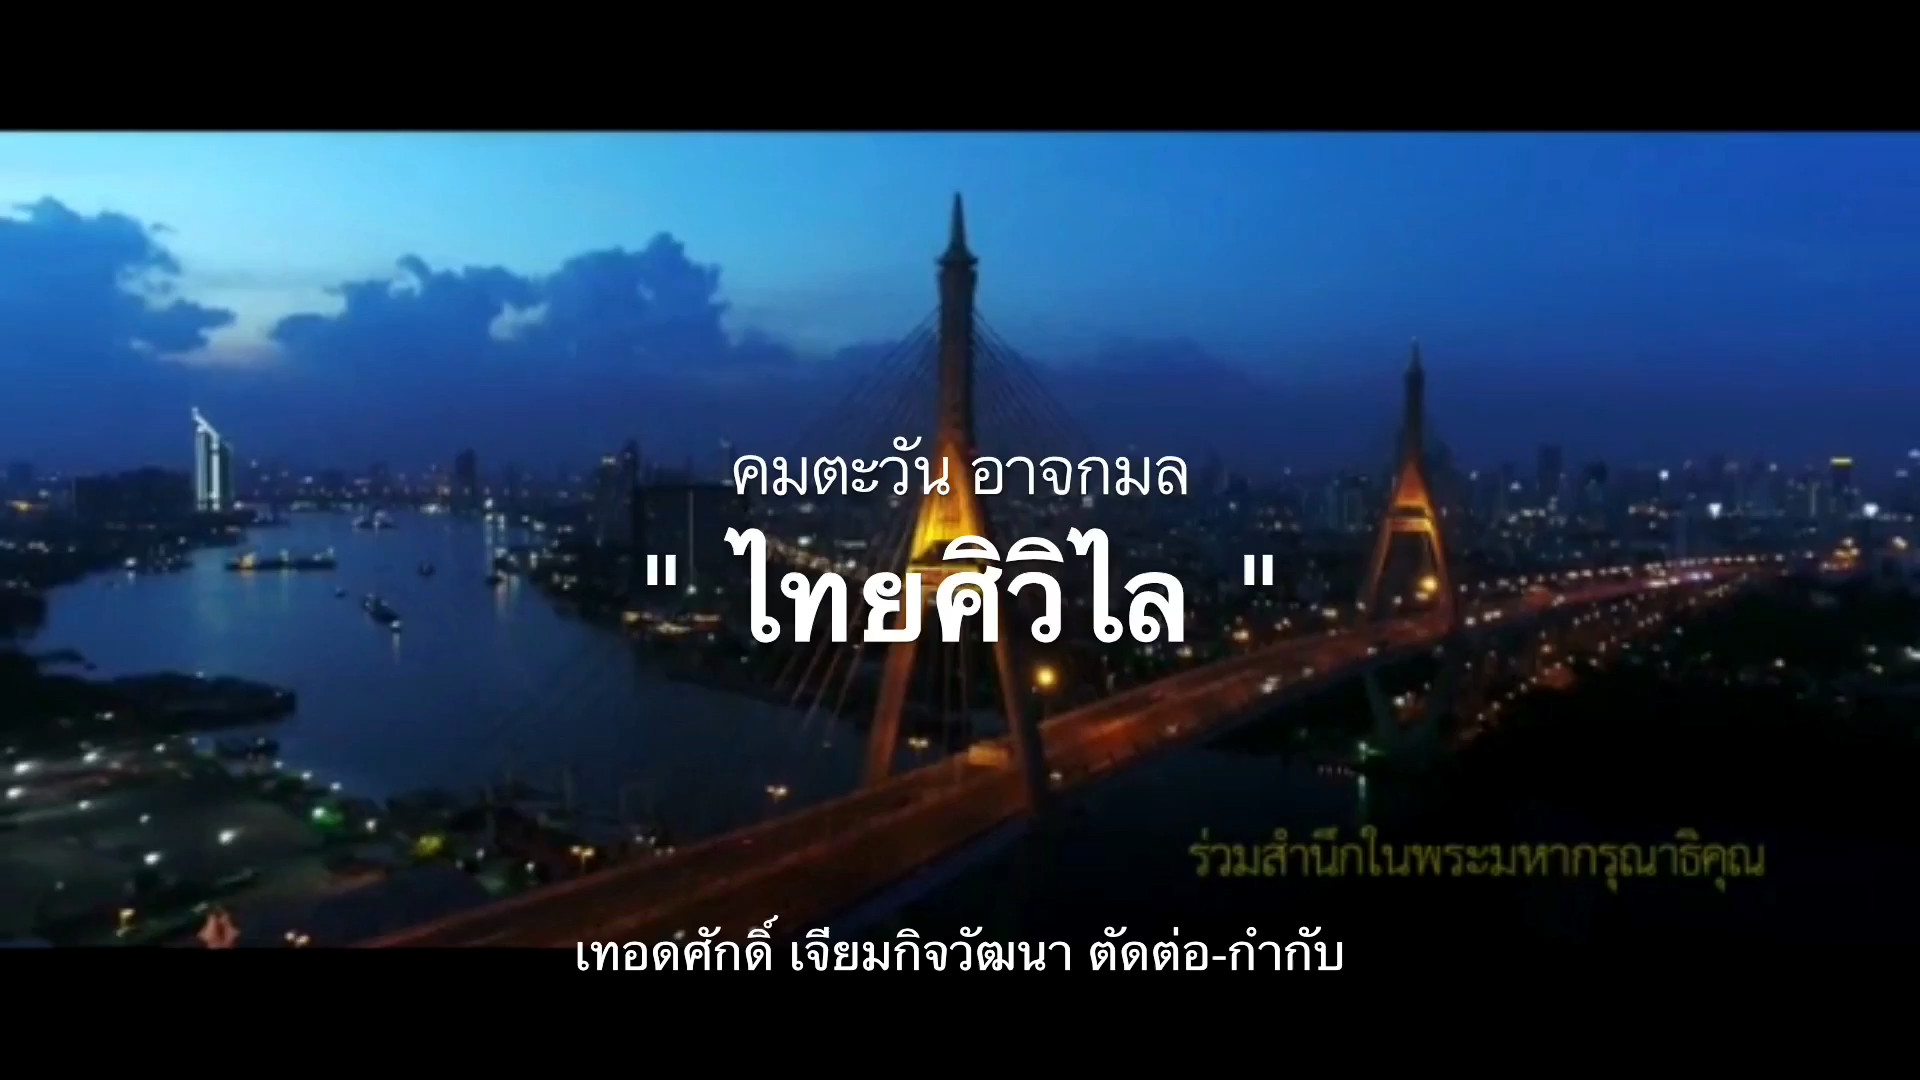 คมตะวัน อาจกมล
" ไทยศิวิไล "
ร่วมสำนึกในพระมหากรุณาธิคุณ
เทอดศักดิ์ เจียมกิจวัฒนา ตัดต่อ-กำกับ